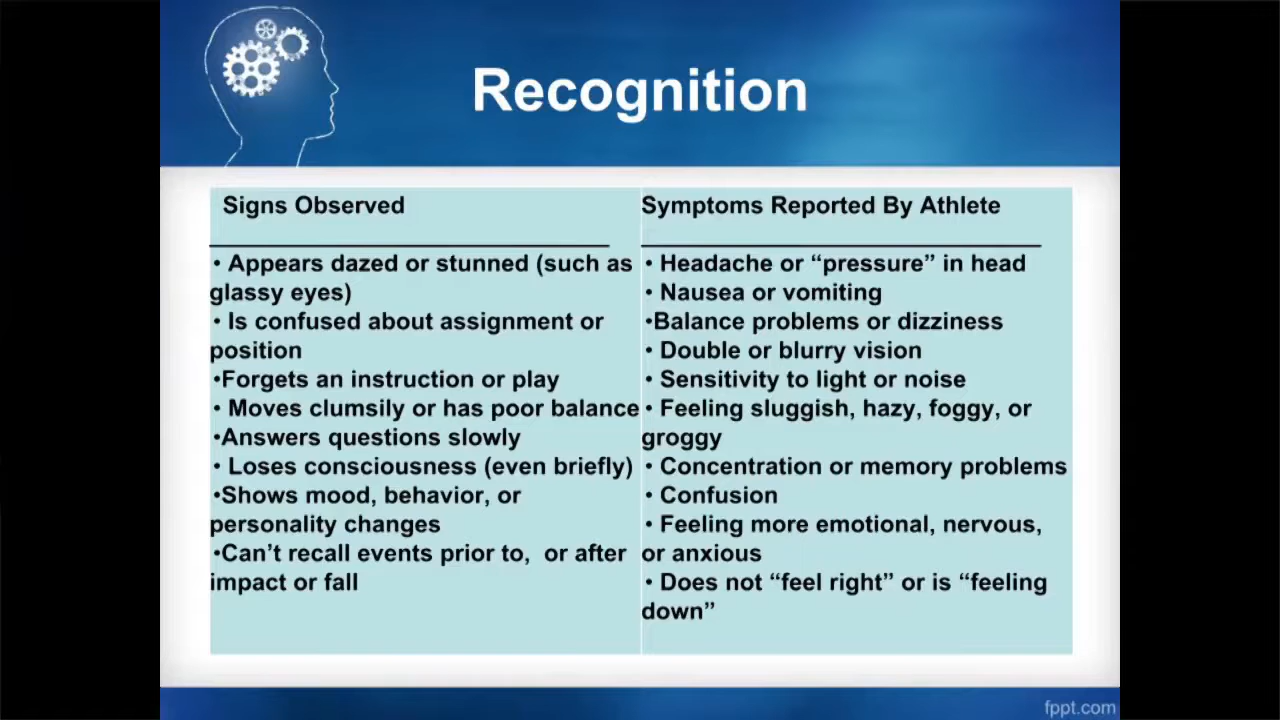 Recognition
Signs Observed
• Appears dazed or stunned (such as
glassy eyes)
• Is confused about assignment or
position
•Forgets an instruction or play
• Moves clumsily or has poor balance
•Answers questions slowly
• Loses consciousness (even briefly)
•Shows mood, behavior, or
personality changes
•Can’t recall events prior to,  or after
impact or fall
Symptoms Reported By Athlete
• Headache or “pressure” in head
• Nausea or vomiting
•Balance problems or dizziness
• Double or blurry vision
• Sensitivity to light or noise
• Feeling sluggish, hazy, foggy, or
groggy
• Concentration or memory problems
• Confusion
• Feeling more emotional, nervous,
or anxious
• Does not “feel right” or is “feeling
down”
fppt.com